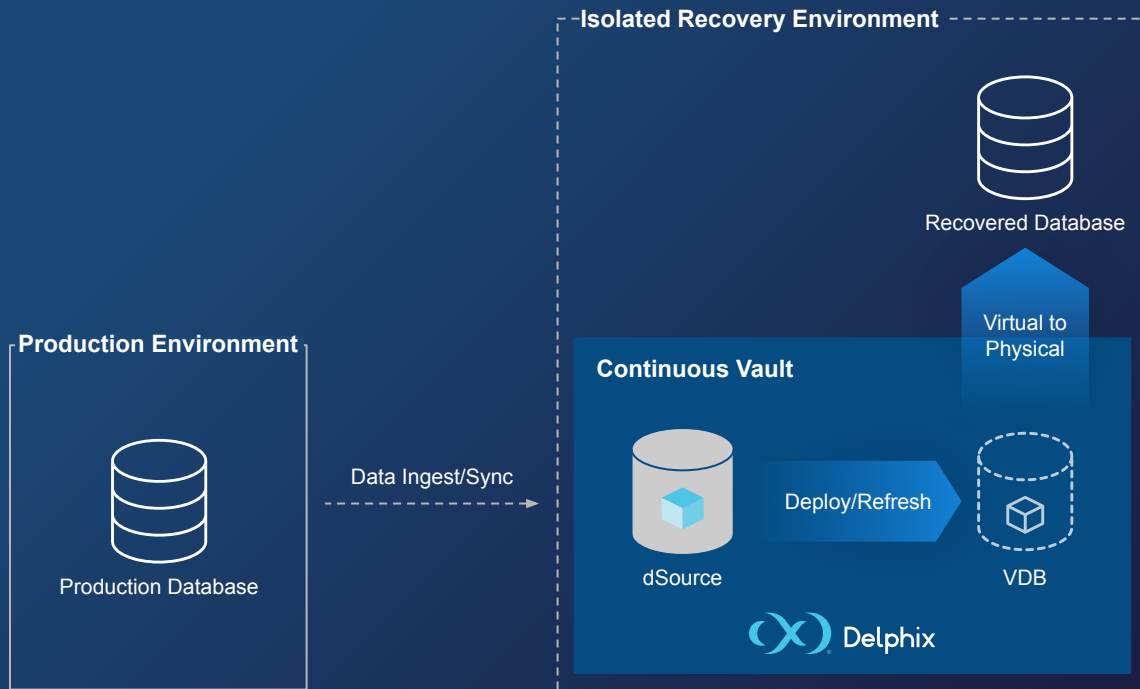 Isolated Recovery Environment
Recovered Database
Virtual to
Physical
Production Environment
Continuous Vault
Data Ingest/Sync
Deploy/Refresh
Production Database
dSource
VDB
Delphix